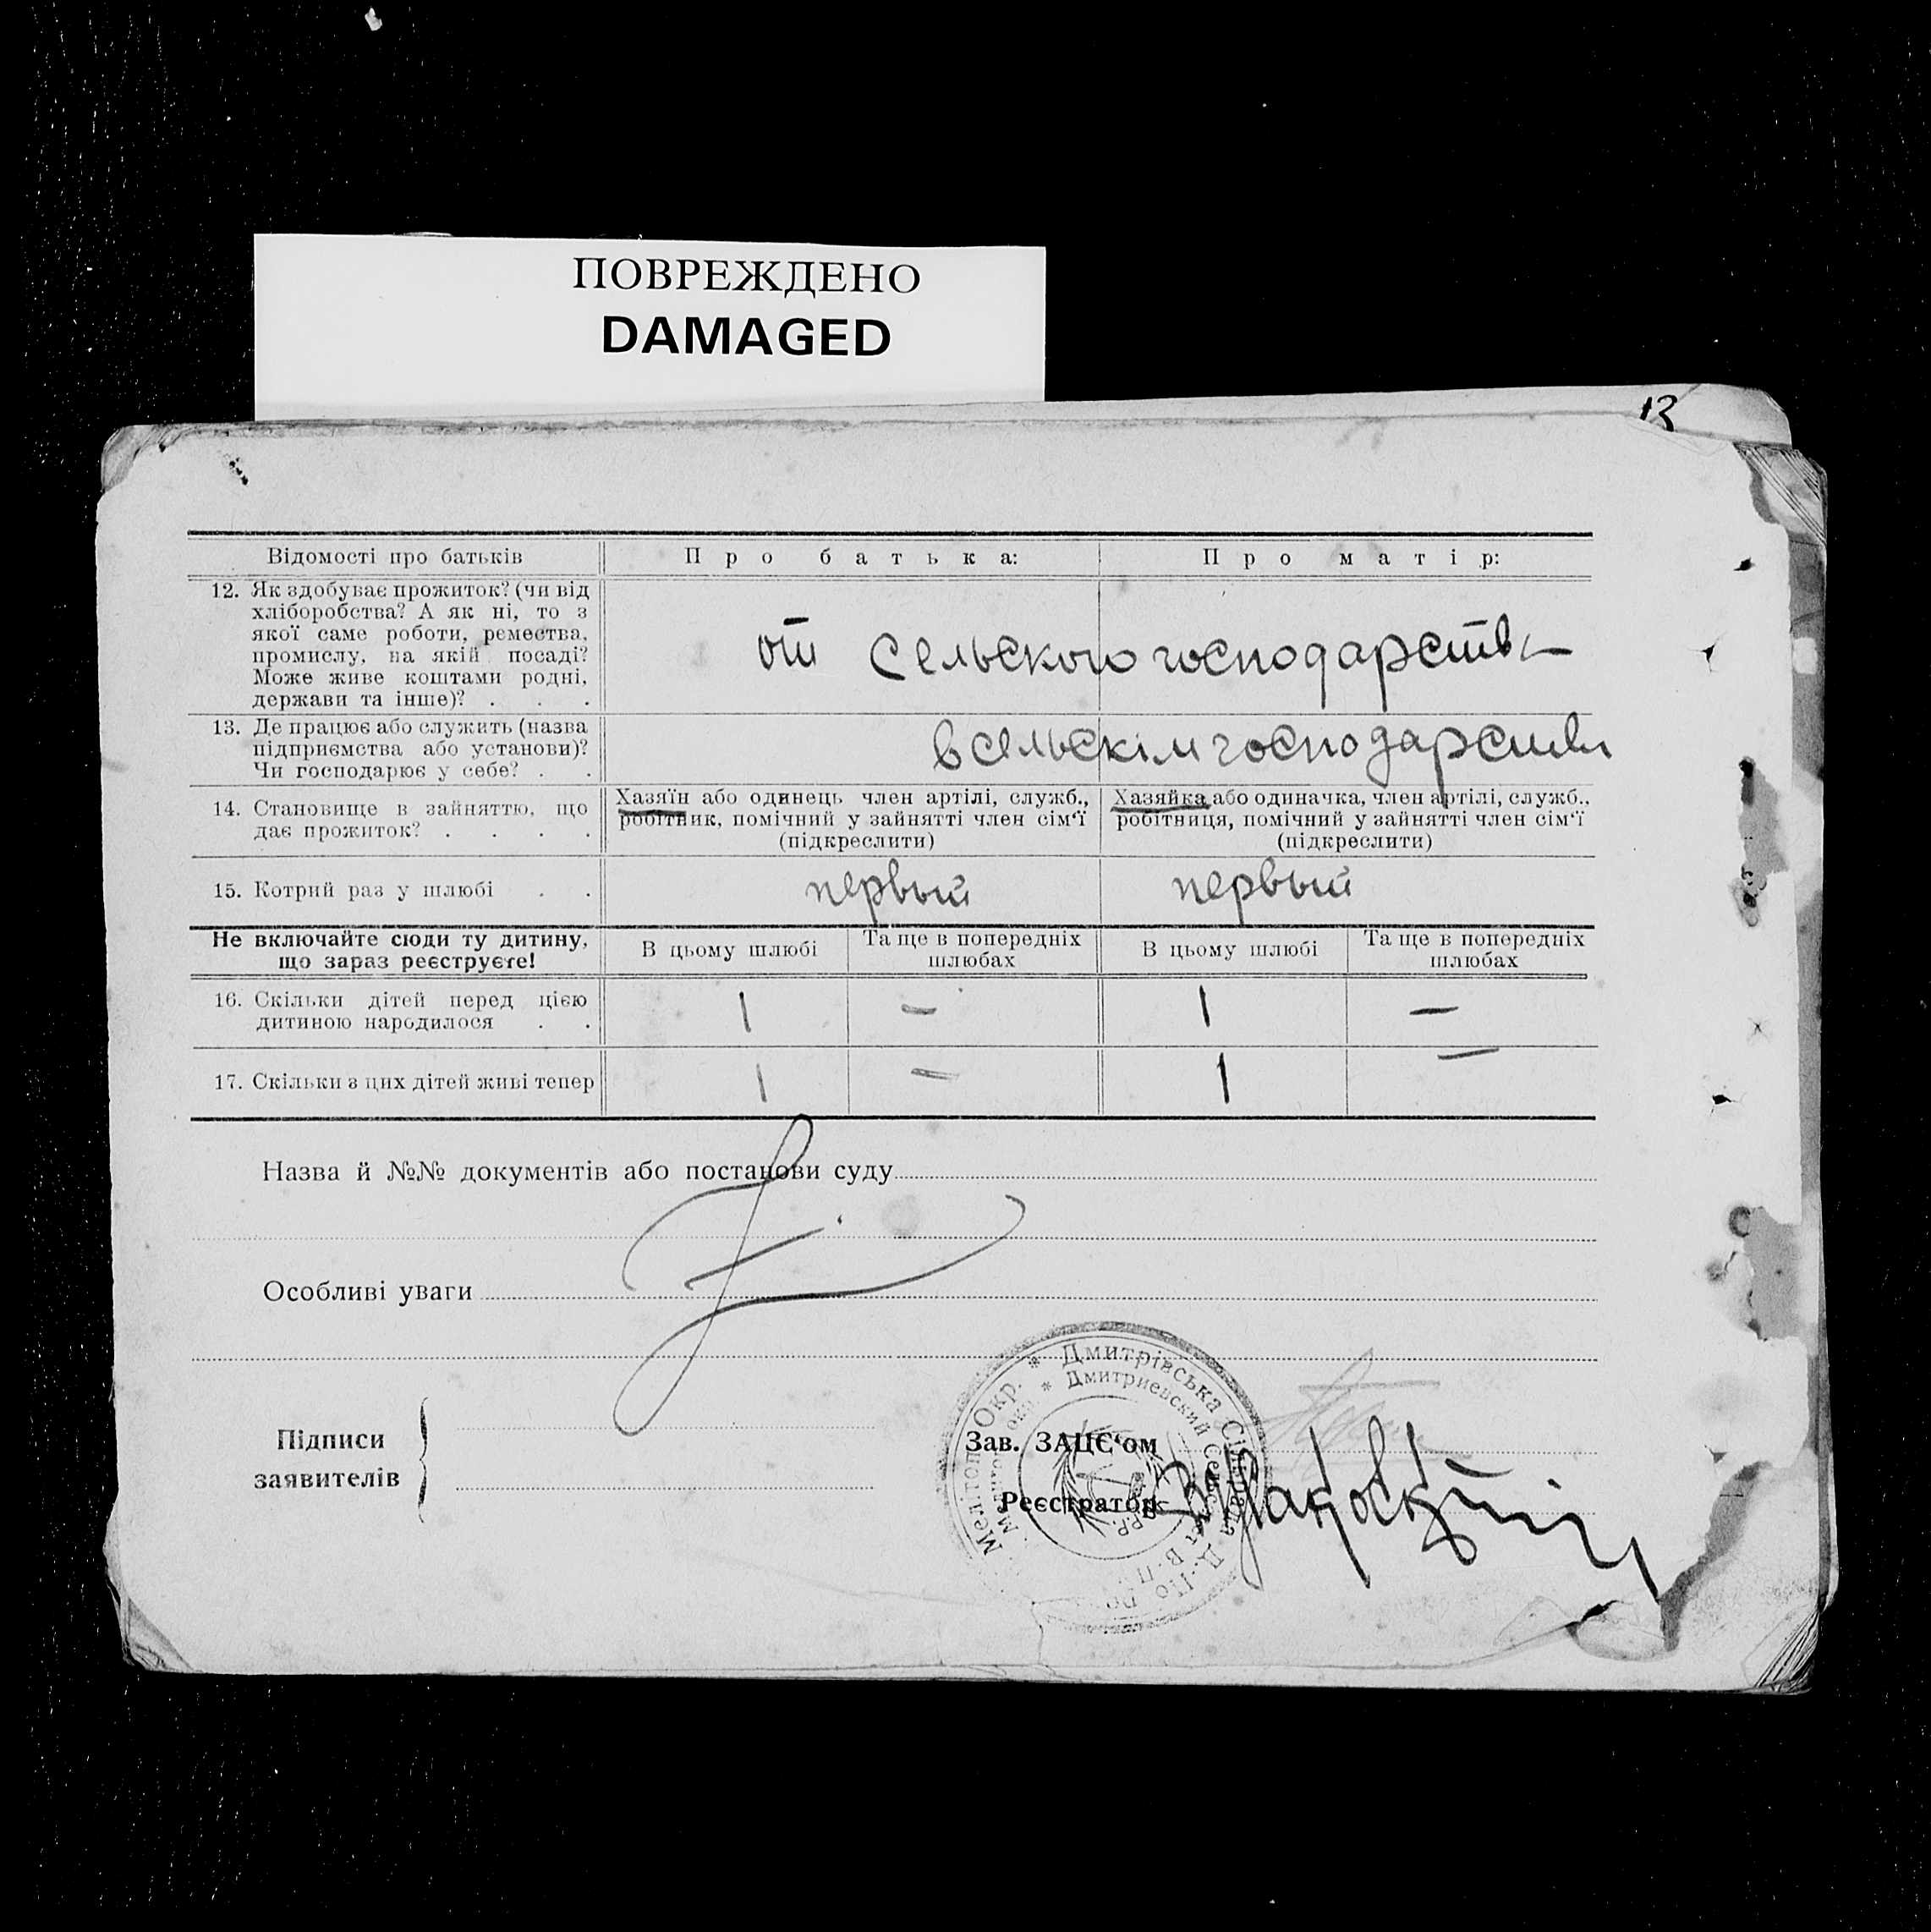 ПОВРЕЖДЕНО
DAMAGED
13
Відомості про батьків
Про батька:
Про матір:
12. Як здобуває прожиток? (чи від
хліборобства? А як ні, то з
якої саме роботи, ремества,
промислу, на якій посаді?
Може живе коштами родні,
держави та інше)? . . .
от сельского господарства
13. Де працює або служить (назва
підприємства або установи)?
Чи господарює у себе? . .
в сельскім господарстви
14. Становище в зайняттю, що
дає прожиток? . . . .
Хазяїн або одинець член артілі, служб.,
робітник, помічний у зайнятті член сім'ї
(підкреслити)
Хазяйка або одиначка, член артілі, служб.,
робітниця, помічний у зайнятті член сім'ї
(підкреслити)
15. Котрий раз у шлюбі . .
первый
первый
Не включайте сюди ту дитину,
що зараз реєструєте!
В цьому шлюбі
Та ще в попередніх
шлюбах
В цьому шлюбі
Та ще в попередніх
шлюбах
16. Скільки дітей перед цією
дитиною народилося . .
1 — 1 —
17. Скільки з цих дітей живі тепер
1 — 1 —
Назва й №№ документів або постанови суду
Особливі уваги
Підписи
заявителів
Зав. ЗАЦС'ом
Реєстратор
Мелітоп. Окр. * Дмитрівська Сільрада
* Дмитриевский